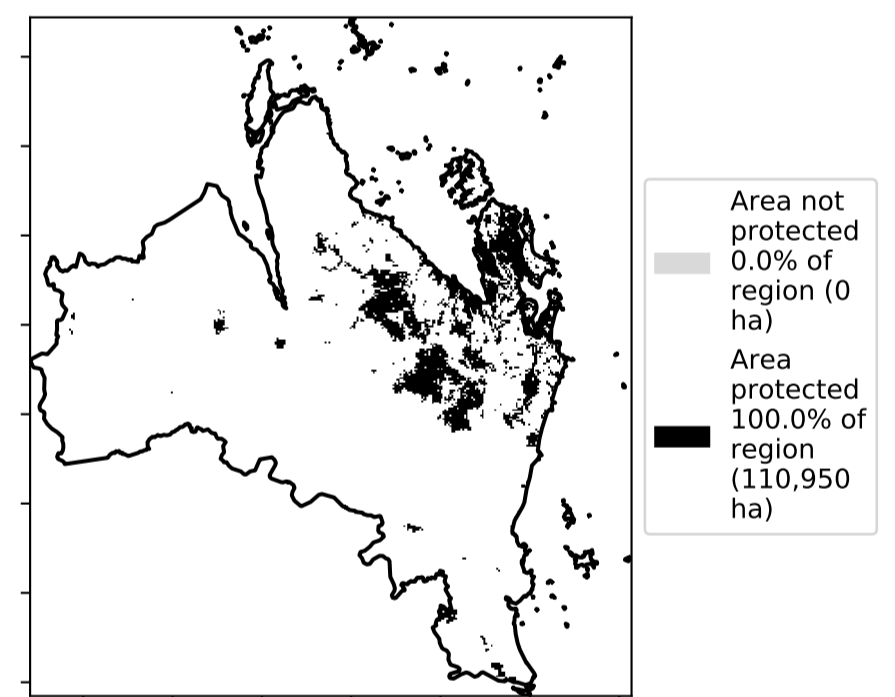 Area not
protected
0.0% of
region (0
ha)
Area
protected
100.0% of
region
(110,950
ha)